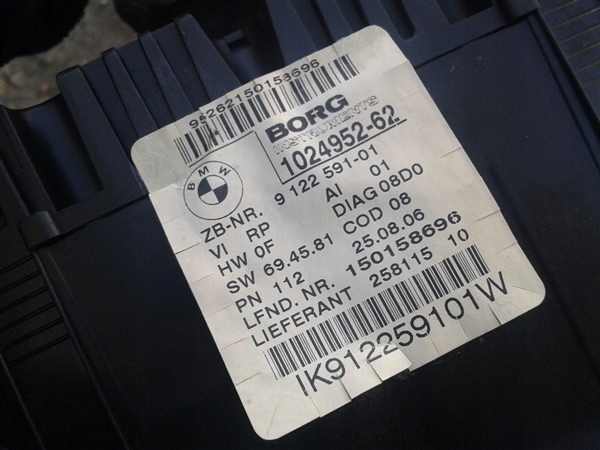 95262150158696
BMW
BORG
INSTRUMENTS
1024952-62
ZB-NR. 9 122 591-01
VI RP AI 01
HW 0F DIAG 08D0
SW 69.45.81 COD 08
PN 112 25.08.06
LFND. NR. 150158696
LIEFERANT 258115 10
IK912259101W